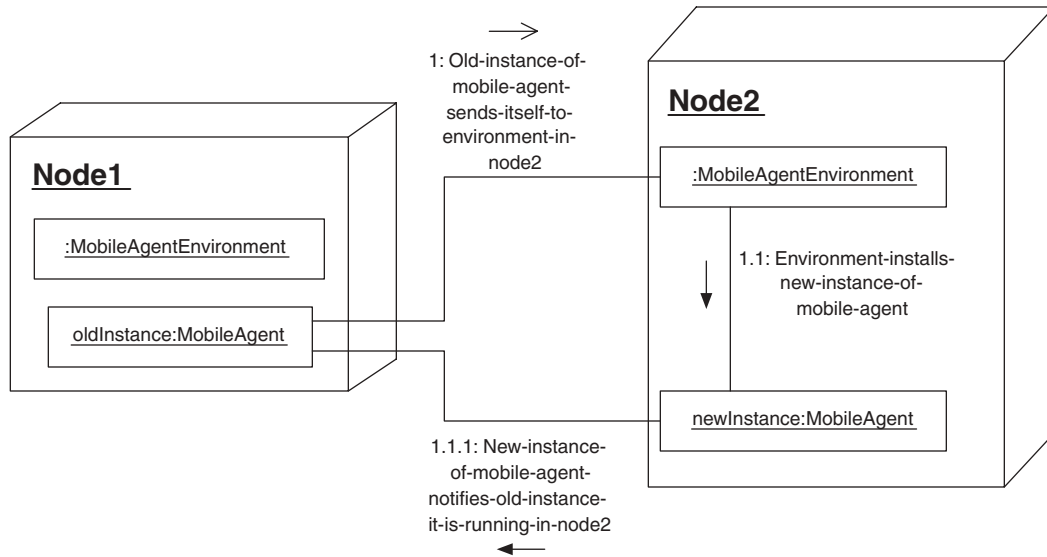 1: Old-instance-of-
mobile-agent-
sends-itself-to-
environment-in-
node2
Node1
:MobileAgentEnvironment
oldInstance:MobileAgent
Node2
:MobileAgentEnvironment
1.1: Environment-installs-
new-instance-of-
mobile-agent
newInstance:MobileAgent
1.1.1: New-instance-
of-mobile-agent-
notifies-old-instance-
it-is-running-in-node2